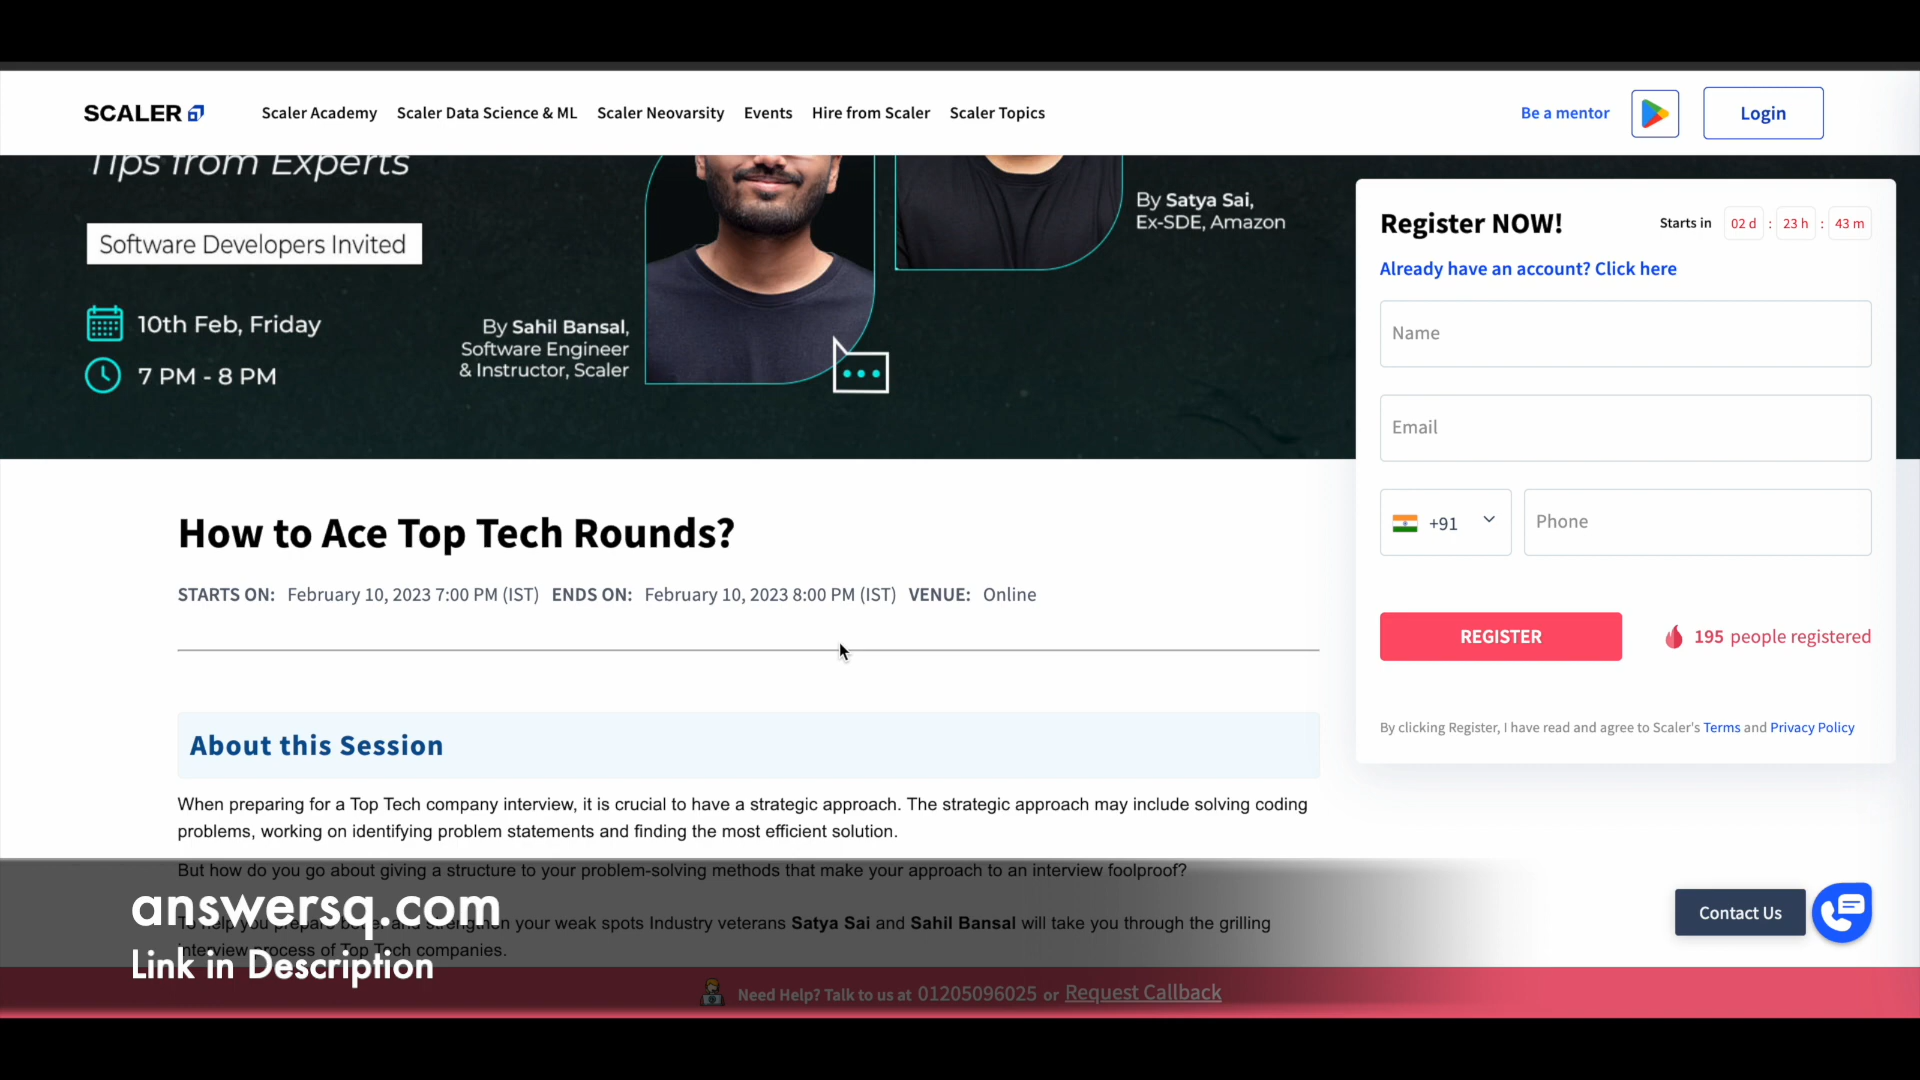 SCALER
Scaler Academy
Scaler Data Science & ML
Scaler Neovarsity
Events
Hire from Scaler
Scaler Topics
Be a mentor
Login
Tips from Experts
Software Developers Invited
10th Feb, Friday
7 PM - 8 PM
By Sahil Bansal,
Software Engineer
& Instructor, Scaler
By Satya Sai,
Ex-SDE, Amazon
Register NOW!
Starts in 02 d : 23 h : 43 m
Already have an account? Click here
Name
Email
+91
Phone
REGISTER
195 people registered
By clicking Register, I have read and agree to Scaler's Terms and Privacy Policy
How to Ace Top Tech Rounds?
STARTS ON: February 10, 2023 7:00 PM (IST) ENDS ON: February 10, 2023 8:00 PM (IST) VENUE: Online
About this Session
When preparing for a Top Tech company interview, it is crucial to have a strategic approach. The strategic approach may include solving coding
problems, working on identifying problem statements and finding the most efficient solution.
But how do you go about giving a structure to your problem-solving methods that make your approach to an interview foolproof?
To help you prepare better and strengthen your weak spots Industry veterans Satya Sai and Sahil Bansal will take you through the grilling
interview process of Top Tech companies.
answersq.com
Link in Description
Contact Us
Need Help? Talk to us at 01205096025 or Request Callback